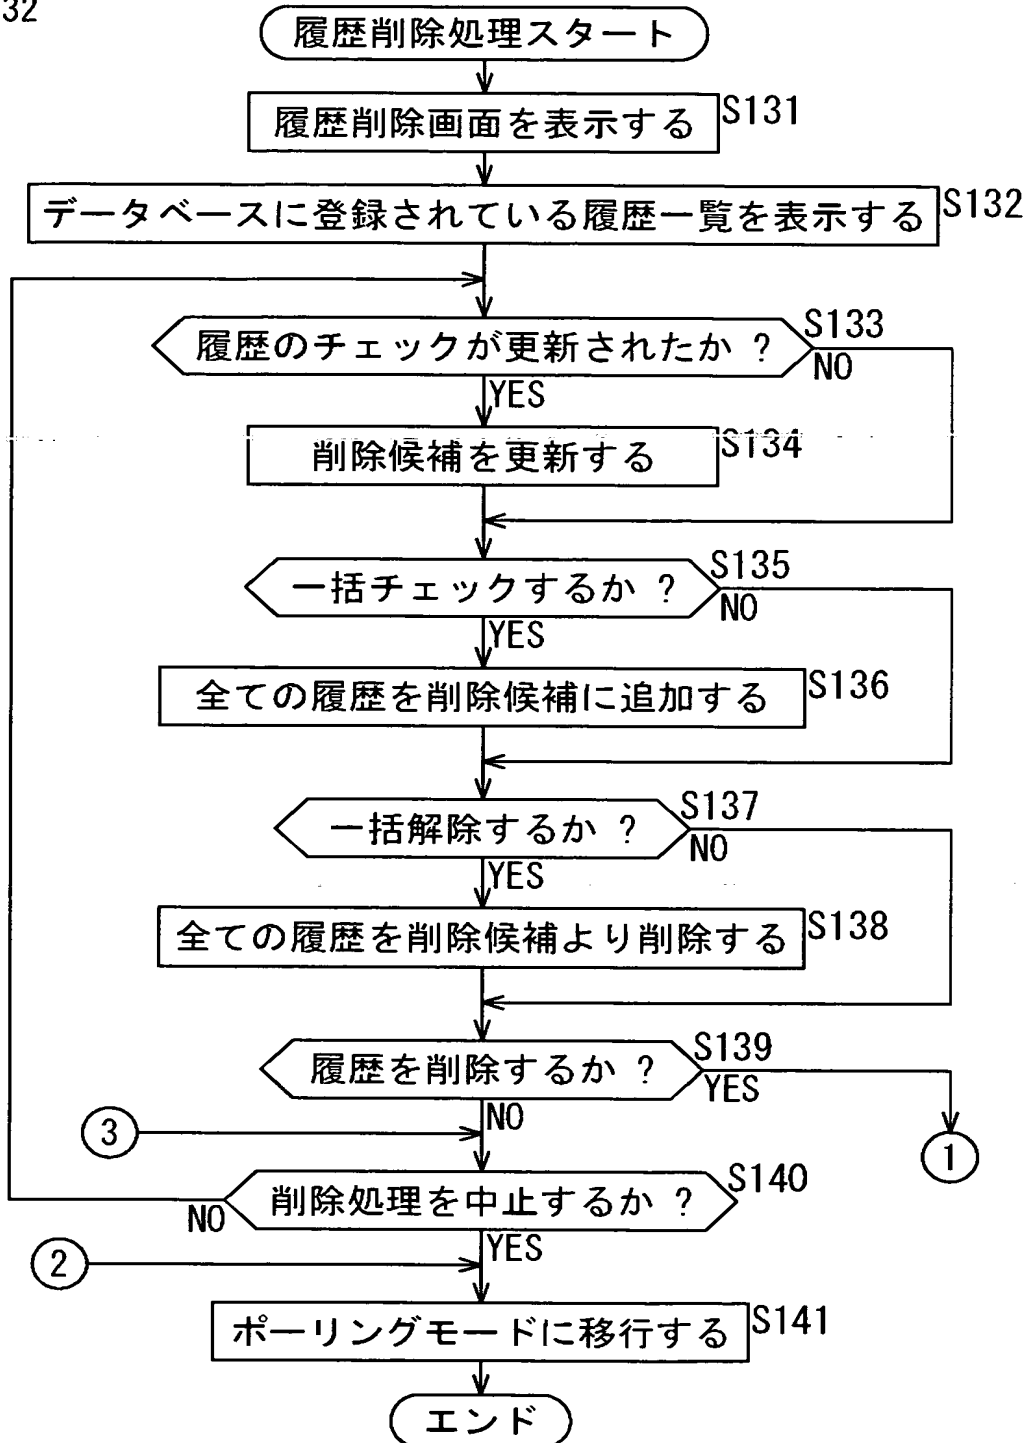 32
履歴削除処理スタート
履歴削除画面を表示する
S131
データベースに登録されている履歴一覧を表示する
S132
履歴のチェックが更新されたか ?
S133
NO
YES
削除候補を更新する
S134
一括チェックするか ?
S135
NO
YES
全ての履歴を削除候補に追加する
S136
一括解除するか ?
S137
NO
YES
全ての履歴を削除候補より削除する
S138
履歴を削除するか ?
S139
YES
NO
3
1
削除処理を中止するか ?
S140
NO
YES
2
ポーリングモードに移行する
S141
エンド